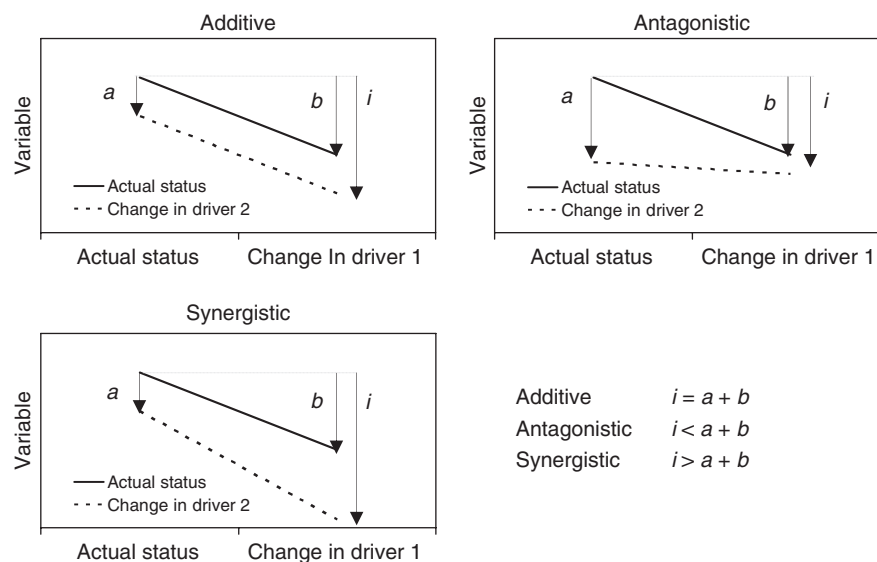 Additive
Variable
a
b
i
Actual status
Change in driver 2
Actual status
Change In driver 1
Antagonistic
Variable
a
b
i
Actual status
Change in driver 2
Actual status
Change in driver 1
Synergistic
Variable
a
b
i
Actual status
Change in driver 2
Actual status
Change in driver 1
Additive i = a + b
Antagonistic i < a + b
Synergistic i > a + b